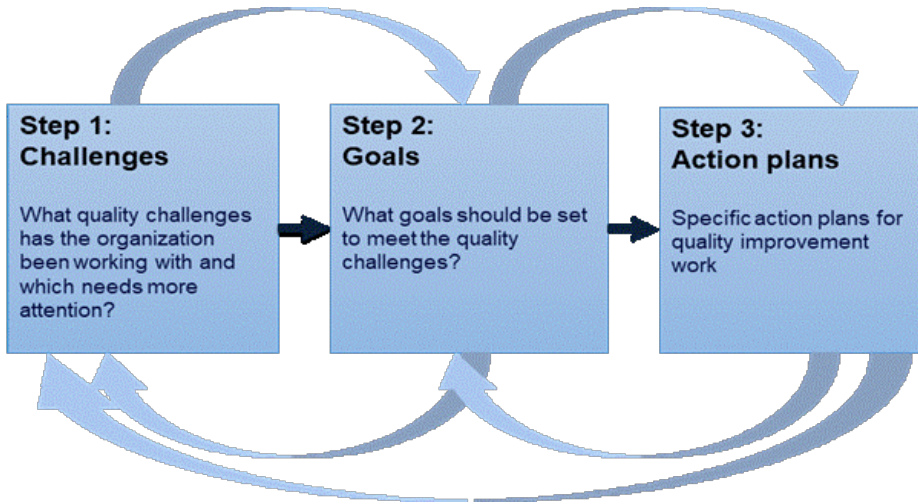 Step 1:
Challenges
What quality challenges
has the organization
been working with and
which needs more
attention?
Step 2:
Goals
What goals should be set
to meet the quality
challenges?
Step 3:
Action plans
Specific action plans for
quality improvement
work